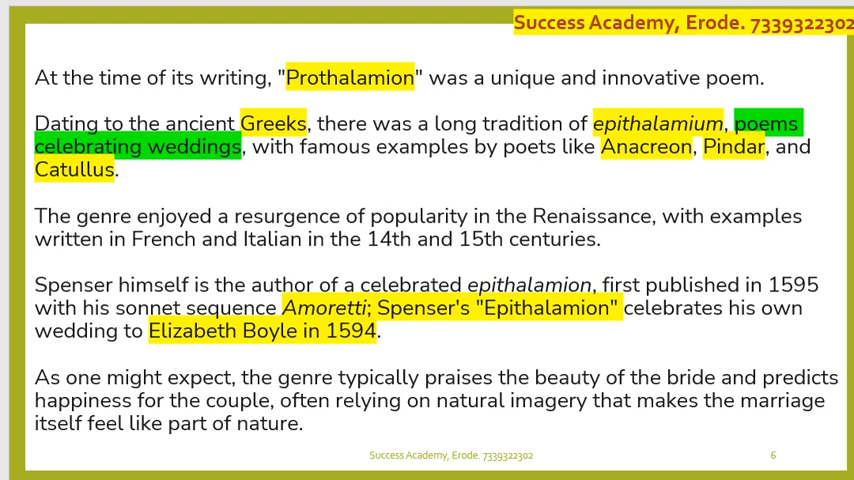 Success Academy, Erode. 7339322302
At the time of its writing, "Prothalamion" was a unique and innovative poem.
Dating to the ancient Greeks, there was a long tradition of epithalamium, poems
celebrating weddings, with famous examples by poets like Anacreon, Pindar, and
Catullus.
The genre enjoyed a resurgence of popularity in the Renaissance, with examples
written in French and Italian in the 14th and 15th centuries.
Spenser himself is the author of a celebrated epithalamion, first published in 1595
with his sonnet sequence Amoretti; Spenser's "Epithalamion" celebrates his own
wedding to Elizabeth Boyle in 1594.
As one might expect, the genre typically praises the beauty of the bride and predicts
happiness for the couple, often relying on natural imagery that makes the marriage
itself feel like part of nature.
Success Academy, Erode. 7339322302
6